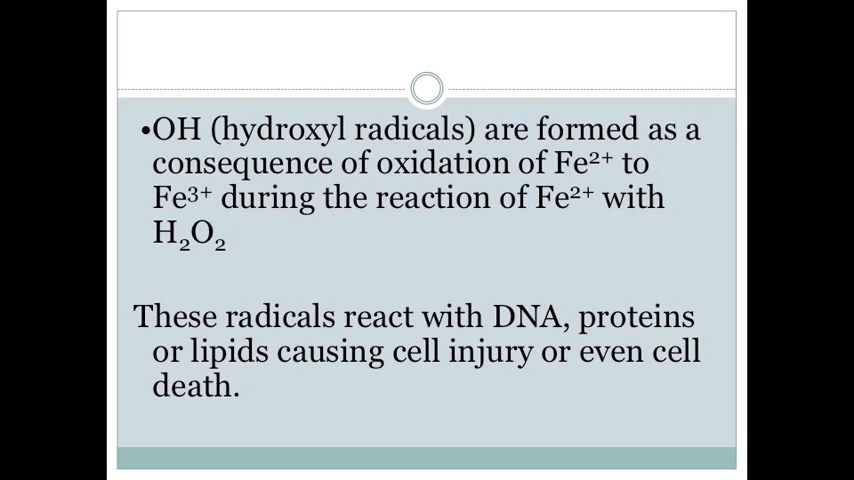 •OH (hydroxyl radicals) are formed as a
consequence of oxidation of Fe²⁺ to
Fe³⁺ during the reaction of Fe²⁺ with
H₂O₂
These radicals react with DNA, proteins
or lipids causing cell injury or even cell
death.